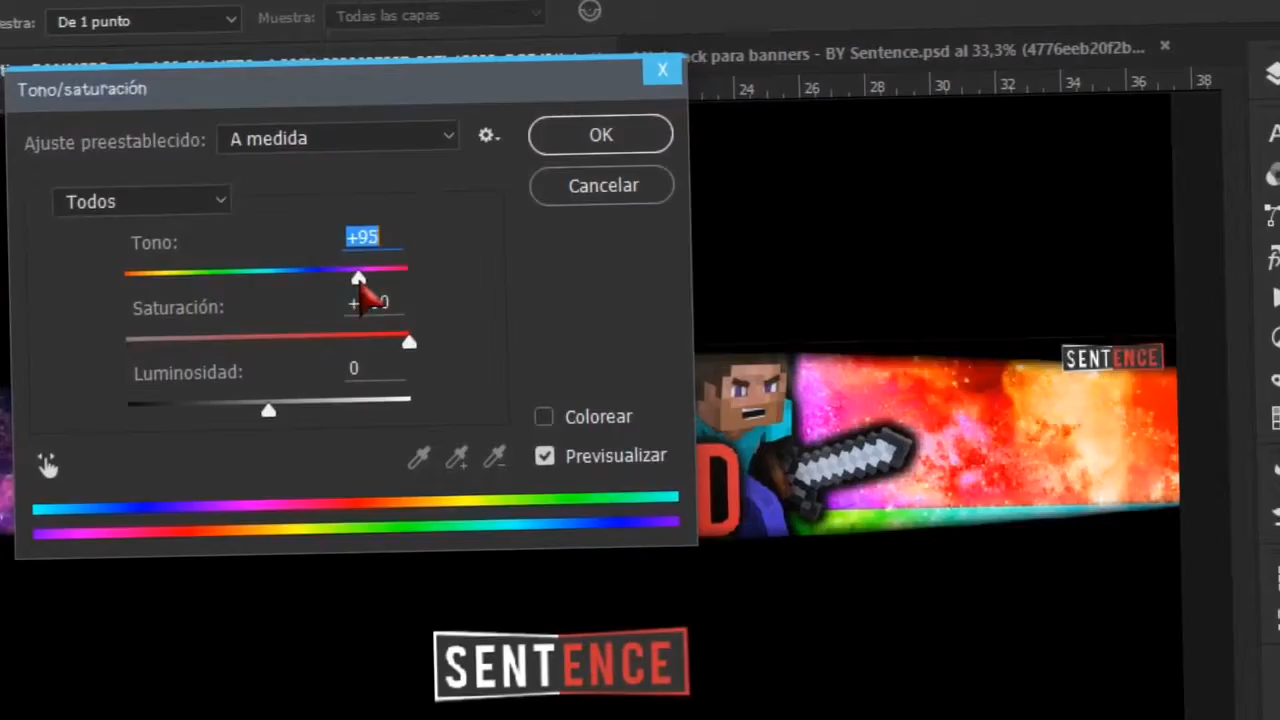 De 1 punto
Muestra:
Todas las capas
para banners - BY Sentence.psd al 33,3% (4776eeb20f2b...
Tono/saturación
X
24 26 28 30 32 34 36 38
Ajuste preestablecido:
A medida
OK
Cancelar
Todos
Tono:
+95
Saturación:
Luminosidad:
0
Colorear
Previsualizar
SENTENCE
D
SENTENCE